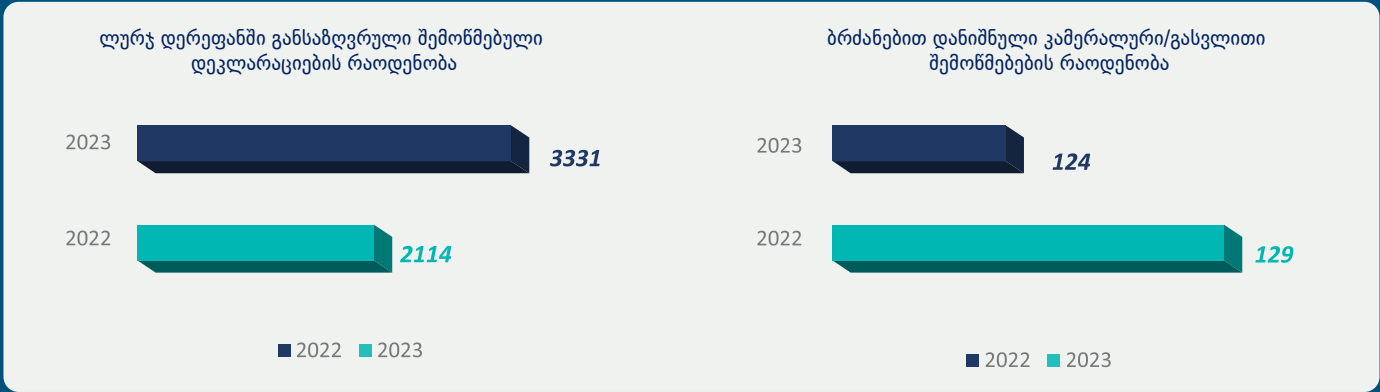 ლურჯ დერეფანში განსაზღვრული შემოწმებული
დეკლარაციების რაოდენობა
2023
3331
2022
2114
2022 2023
ბრძანებით დანიშნული კამერალური/გასვლითი
შემოწმებების რაოდენობა
2023
124
2022
129
2022 2023